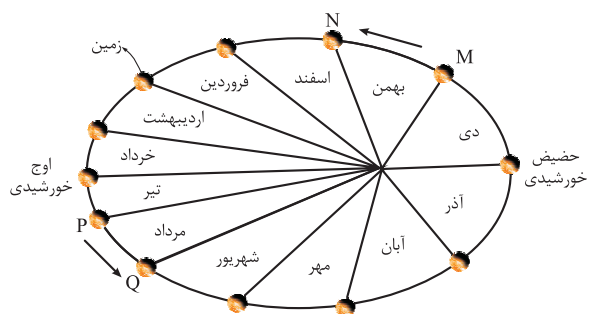 N
M
زمین
اسفند
بهمن
فروردین
اردیبهشت
دی
خرداد
حضیض
خورشیدی
اوج
خورشیدی
تیر
آذر
P
مرداد
Q
شهریور
مهر
آبان